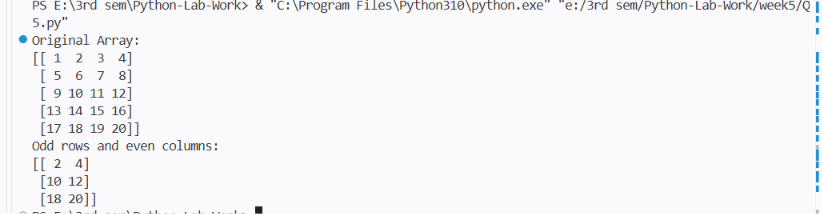 PS E:\3rd sem\Python-Lab-Work> & "C:\Program Files\Python310\python.exe" "e:/3rd sem/Python-Lab-Work/week5/Q
5.py"
Original Array:
[[ 1  2  3  4]
 [ 5  6  7  8]
 [ 9 10 11 12]
 [13 14 15 16]
 [17 18 19 20]]
Odd rows and even columns:
[[ 2  4]
 [10 12]
 [18 20]]
PS E:\3rd sem\Python-Lab-Work>